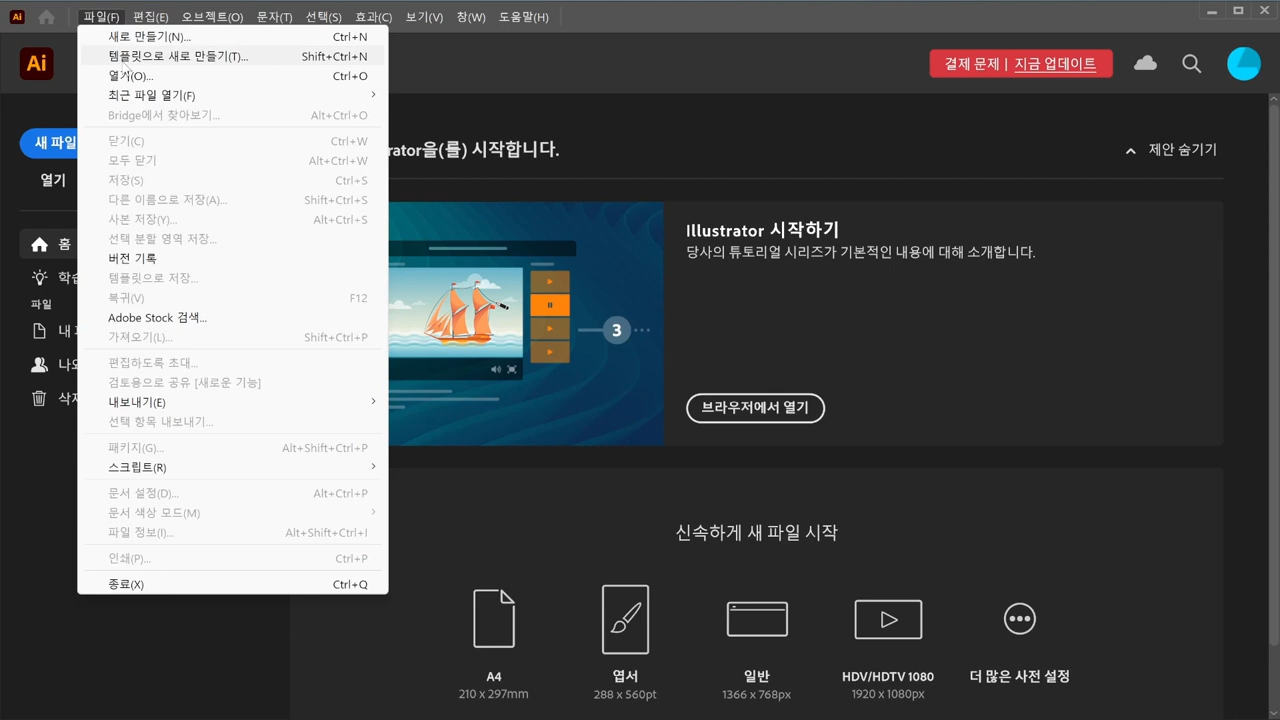 Ai 파일(F) 편집(E) 오브젝트(O) 문자(T) 선택(S) 효과(C) 보기(V) 창(W) 도움말(H)
새로 만들기(N)... Ctrl+N
템플릿으로 새로 만들기(T)... Shift+Ctrl+N
열기(O)... Ctrl+O
최근 파일 열기(F)
Bridge에서 찾아보기... Alt+Ctrl+O
닫기(C) Ctrl+W
모두 닫기 Alt+Ctrl+W
저장(S) Ctrl+S
다른 이름으로 저장(A)... Shift+Ctrl+S
사본 저장(Y)... Alt+Ctrl+S
선택 분할 영역 저장...
버전 기록
템플릿으로 저장...
복귀(V) F12
Adobe Stock 검색...
가져오기(L)... Shift+Ctrl+P
편집하도록 초대...
검토용으로 공유 [새로운 기능]
내보내기(E)
선택 항목 내보내기...
패키지(G)... Alt+Shift+Ctrl+P
스크립트(R)
문서 설정(D)... Alt+Ctrl+P
문서 색상 모드(M)
파일 정보(I)... Alt+Shift+Ctrl+I
인쇄(P)... Ctrl+P
종료(X) Ctrl+Q
Ai
결제 문제 | 지금 업데이트
새 파일
열기
홈
학습
파일
내
rator을(를) 시작합니다.
제안 숨기기
3
Illustrator 시작하기
당사의 튜토리얼 시리즈가 기본적인 내용에 대해 소개합니다.
브라우저에서 열기
신속하게 새 파일 시작
A4
210 x 297mm
엽서
288 x 560pt
일반
1366 x 768px
HDV/HDTV 1080
1920 x 1080px
더 많은 사전 설정